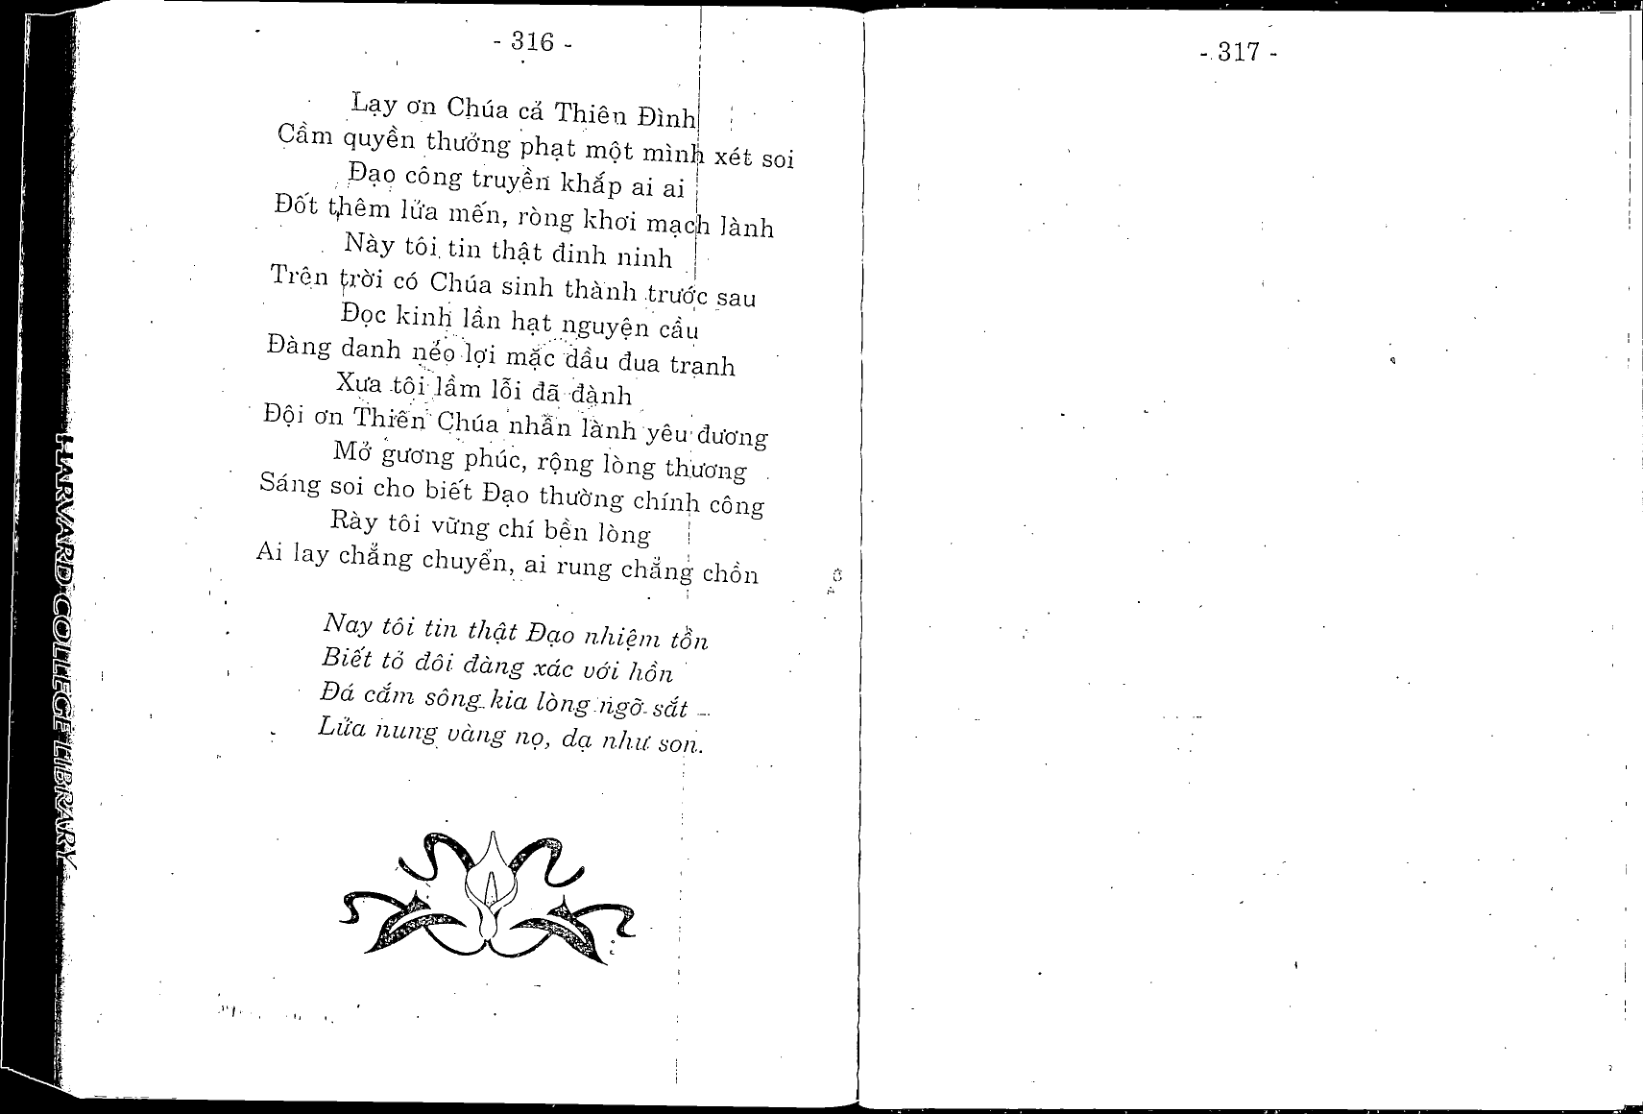 - 316 -
Lạy ơn Chúa cả Thiên Đình
Cầm quyền thưởng phạt một mình xét soi
Đạo công truyền khắp ai ai
Đốt thêm lửa mến, ròng khơi mạch lành
Này tôi tin thật đinh ninh
Trên trời có Chúa sinh thành trước sau
Đọc kinh lần hạt nguyện cầu
Đàng danh nẻo lợi mặc dầu đua tranh
Xưa tôi lầm lỗi đã đành
Đội ơn Thiên Chúa nhân lành yêu đương
Mở gương phúc, rộng lòng thương
Sáng soi cho biết Đạo thường chính công
Rày tôi vững chí bền lòng
Ai lay chẳng chuyển, ai rung chẳng chồn
Nay tôi tin thật Đạo nhiệm tồn
Biết tỏ đôi đàng xác với hồn
Đá cắm sông kia lòng ngỡ sắt
Lửa nung vàng nọ, dạ như son.
- 317 -
HARVARD COLLEGE LIBRARY